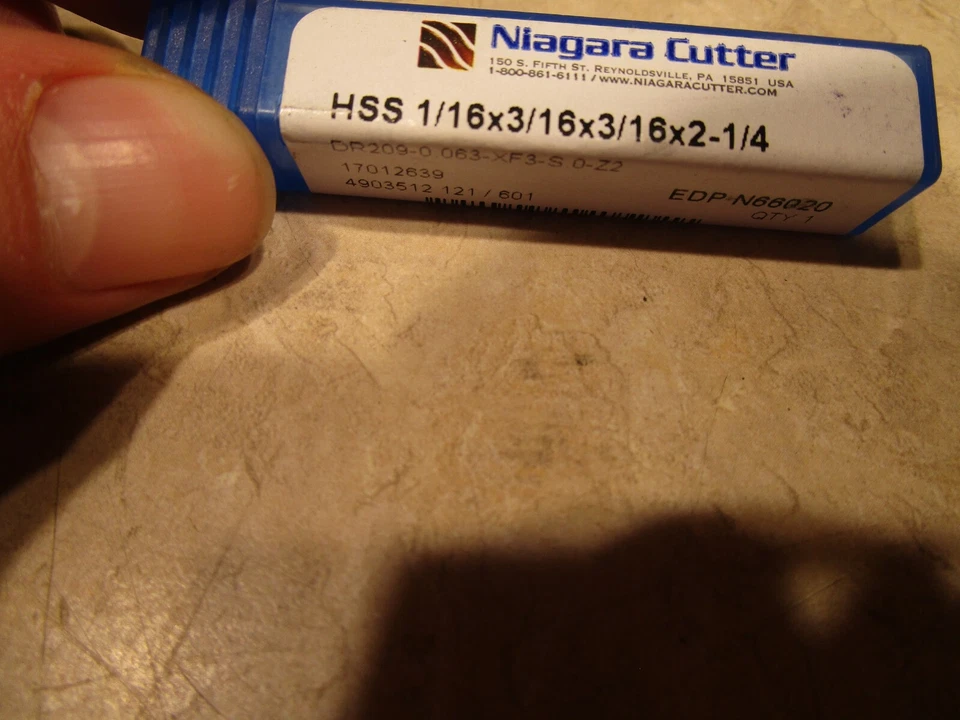 Niagara Cutter
150 S. FIFTH ST. REYNOLDSVILLE, PA 15851 USA
1-800-861-6111 / WWW.NIAGARACUTTER.COM
HSS 1/16x3/16x3/16x2-1/4
DP209-0.063-XF3-S.0-Z2
17012639
4903512 121 / 601
EDP N66020
QTY 1